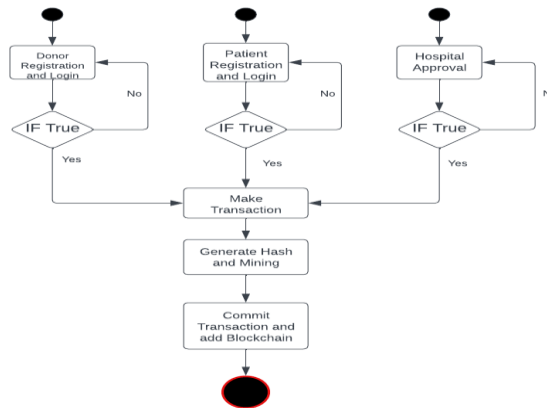 Donor
Registration
and Login
Patient
Registration
and Login
Hospital
Approval
No
No
N
IF True
IF True
IF True
Yes
Yes
Yes
Make
Transaction
Generate Hash
and Mining
Commit
Transaction and
add Blockchain